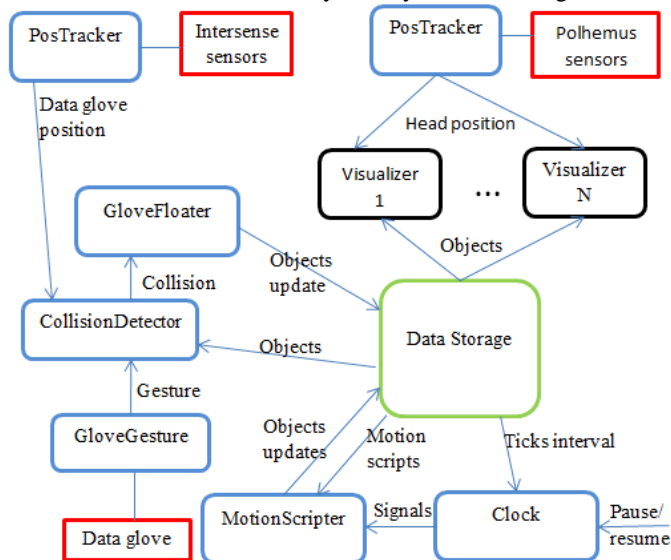 PosTracker
Intersense
sensors
PosTracker
Polhemus
sensors
Data glove
position
Head position
Visualizer
1
...
Visualizer
N
GloveFloater
Objects
update
Objects
Collision
CollisionDetector
Objects
Data Storage
Gesture
GloveGesture
Objects
updates
Motion
scripts
Ticks interval
Data glove
MotionScripter
Signals
Clock
Pause/
resume